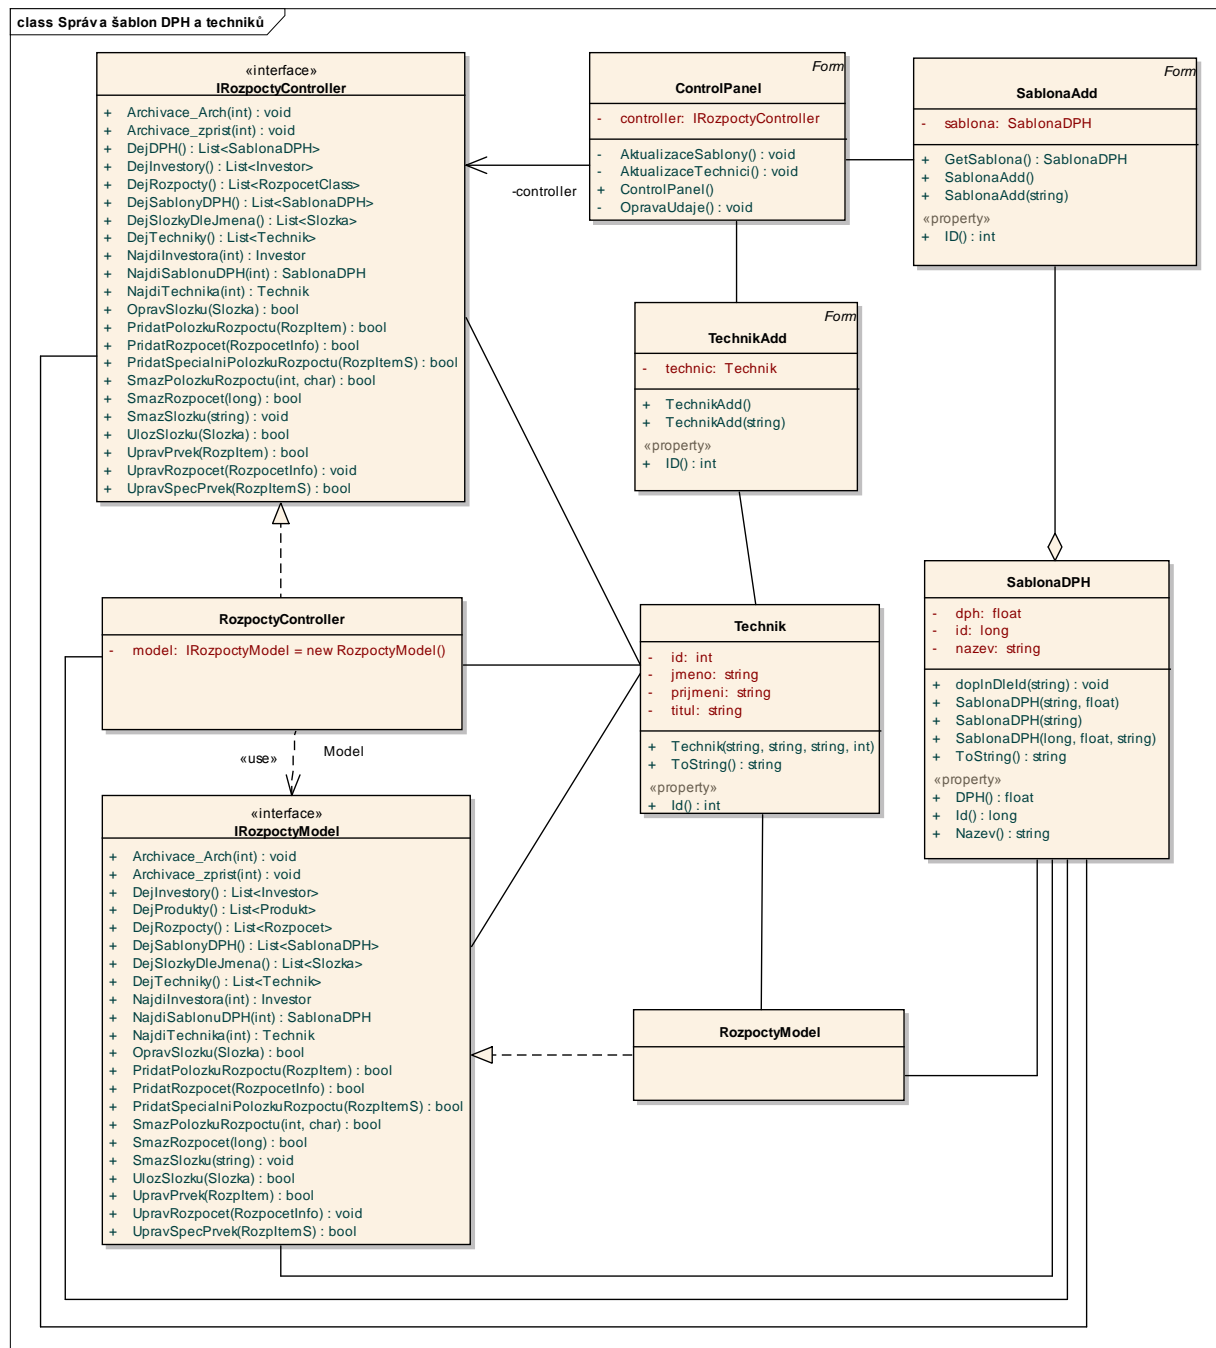 class Správa šablon DPH a techniků
«interface»
IRozpoctyController
+ Archivace_Arch(int) : void
+ Archivace_zprist(int) : void
+ DejDPH() : List<SablonaDPH>
+ DejInvestory() : List<Investor>
+ DejRozpocty() : List<RozpocetClass>
+ DejSablonyDPH() : List<SablonaDPH>
+ DejSlozkyDleJmena() : List<Slozka>
+ DejTechniky() : List<Technik>
+ NajdiInvestora(int) : Investor
+ NajdiSablonuDPH(int) : SablonaDPH
+ NajdiTechnika(int) : Technik
+ OpravSlozku(Slozka) : bool
+ PridatPolozkuRozpoctu(RozpItem) : bool
+ PridatRozpocet(RozpocetInfo) : bool
+ PridatSpecialniPolozkuRozpoctu(RozpItemS) : bool
+ SmazPolozkuRozpoctu(int, char) : bool
+ SmazRozpocet(long) : bool
+ SmazSlozku(string) : void
+ UlozSlozku(Slozka) : bool
+ UpravPrvek(RozpItem) : bool
+ UpravRozpocet(RozpocetInfo) : void
+ UpravSpecPrvek(RozpItemS) : bool
Form
ControlPanel
- controller: IRozpoctyController
- AktualizaceSablony() : void
- AktualizaceTechnici() : void
+ ControlPanel()
- OpravaUdaje() : void
-controller
Form
SablonaAdd
- sablona: SablonaDPH
+ GetSablona() : SablonaDPH
+ SablonaAdd()
+ SablonaAdd(string)
«property»
+ ID() : int
Form
TechnikAdd
- technic: Technik
+ TechnikAdd()
+ TechnikAdd(string)
«property»
+ ID() : int
RozpoctyController
- model: IRozpoctyModel = new RozpoctyModel()
«use»
Model
Technik
- id: int
- jmeno: string
- prijmeni: string
- titul: string
+ Technik(string, string, string, int)
+ ToString() : string
«property»
+ Id() : int
SablonaDPH
- dph: float
- id: long
- nazev: string
+ doplnDleId(string) : void
+ SablonaDPH(string, float)
+ SablonaDPH(string)
+ SablonaDPH(long, float, string)
+ ToString() : string
«property»
+ DPH() : float
+ Id() : long
+ Nazev() : string
«interface»
IRozpoctyModel
+ Archivace_Arch(int) : void
+ Archivace_zprist(int) : void
+ DejInvestory() : List<Investor>
+ DejProdukty() : List<Produkt>
+ DejRozpocty() : List<Rozpocet>
+ DejSablonyDPH() : List<SablonaDPH>
+ DejSlozkyDleJmena() : List<Slozka>
+ DejTechniky() : List<Technik>
+ NajdiInvestora(int) : Investor
+ NajdiSablonuDPH(int) : SablonaDPH
+ NajdiTechnika(int) : Technik
+ OpravSlozku(Slozka) : bool
+ PridatPolozkuRozpoctu(RozpItem) : bool
+ PridatRozpocet(RozpocetInfo) : bool
+ PridatSpecialniPolozkuRozpoctu(RozpItemS) : bool
+ SmazPolozkuRozpoctu(int, char) : bool
+ SmazRozpocet(long) : bool
+ SmazSlozku(string) : void
+ UlozSlozku(Slozka) : bool
+ UpravPrvek(RozpItem) : bool
+ UpravRozpocet(RozpocetInfo) : void
+ UpravSpecPrvek(RozpItemS) : bool
RozpoctyModel